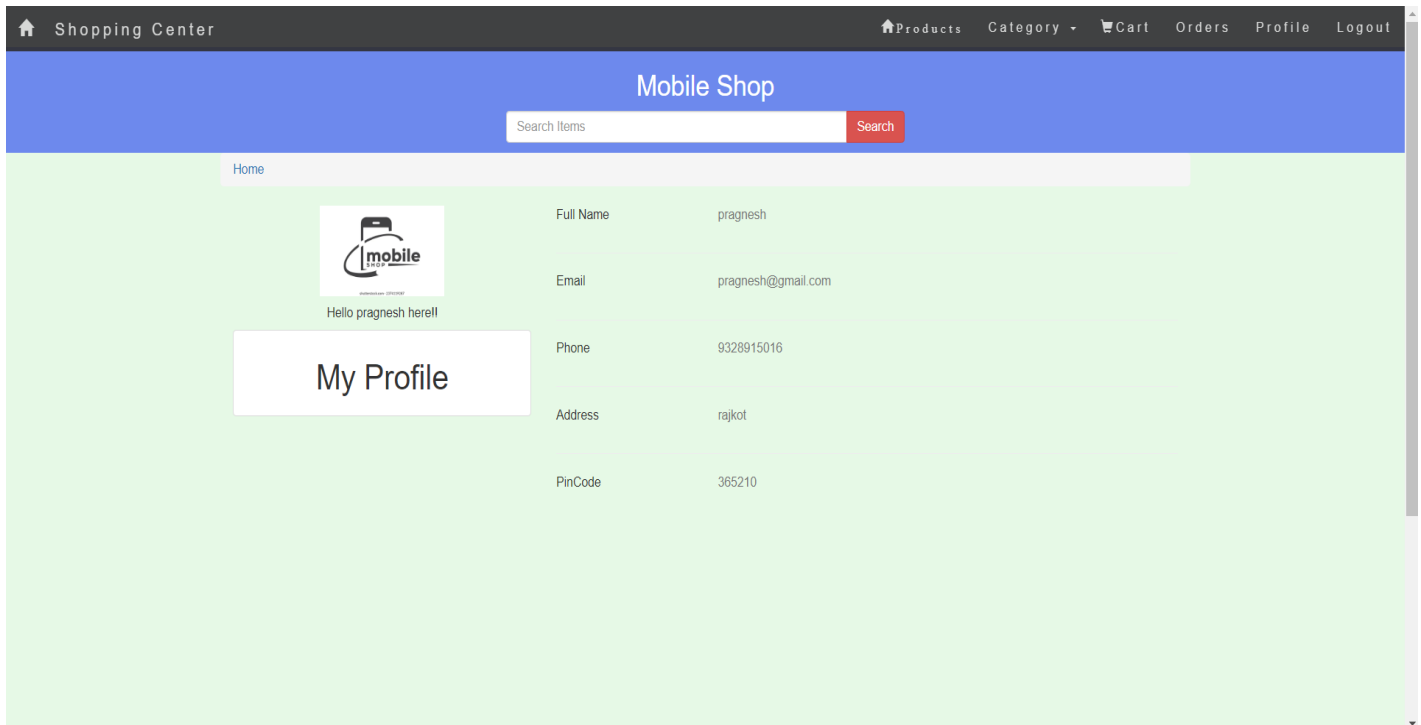 Shopping Center Products Category Cart Orders Profile Logout
Mobile Shop
Search Items Search
Home
mobile
SHOP
Hello pragnesh here!!
My Profile
Full Name pragnesh
Email pragnesh@gmail.com
Phone 9328915016
Address rajkot
PinCode 365210